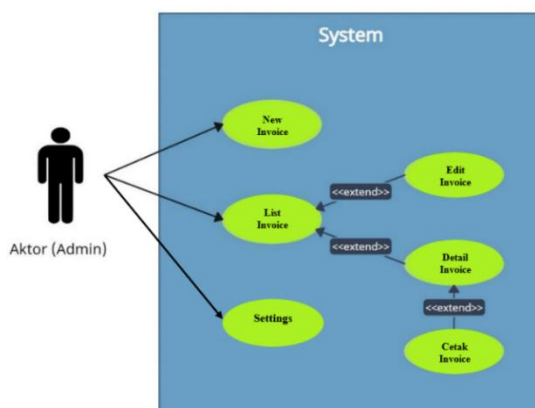 System
New
Invoice
Edit
Invoice
<<extend>>
List
Invoice
Aktor (Admin)
<<extend>>
Detail
Invoice
<<extend>>
Settings
Cetak
Invoice